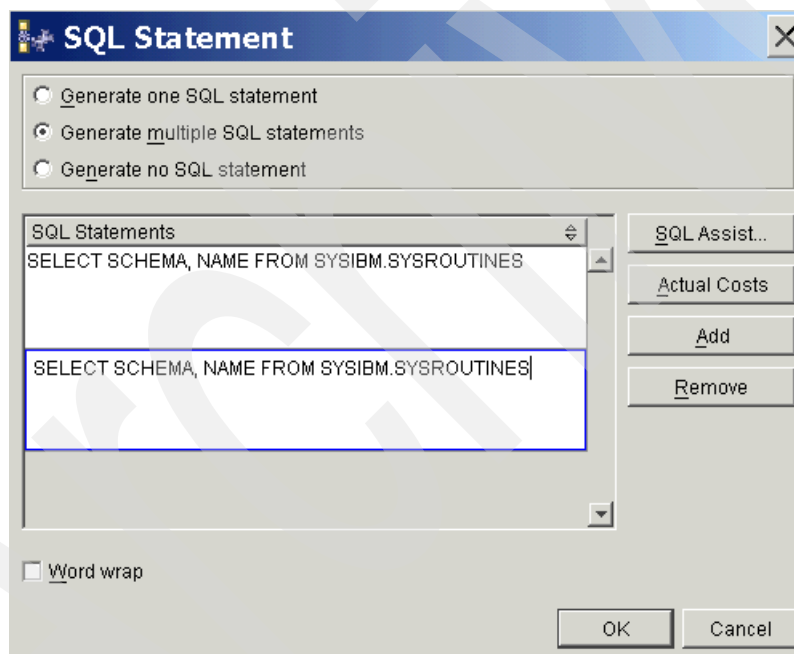 SQL Statement
Generate one SQL statement
Generate multiple SQL statements
Generate no SQL statement
SQL Statements
SELECT SCHEMA, NAME FROM SYSIBM.SYSROUTINES
SELECT SCHEMA, NAME FROM SYSIBM.SYSROUTINES
SQL Assist...
Actual Costs
Add
Remove
Word wrap
OK
Cancel